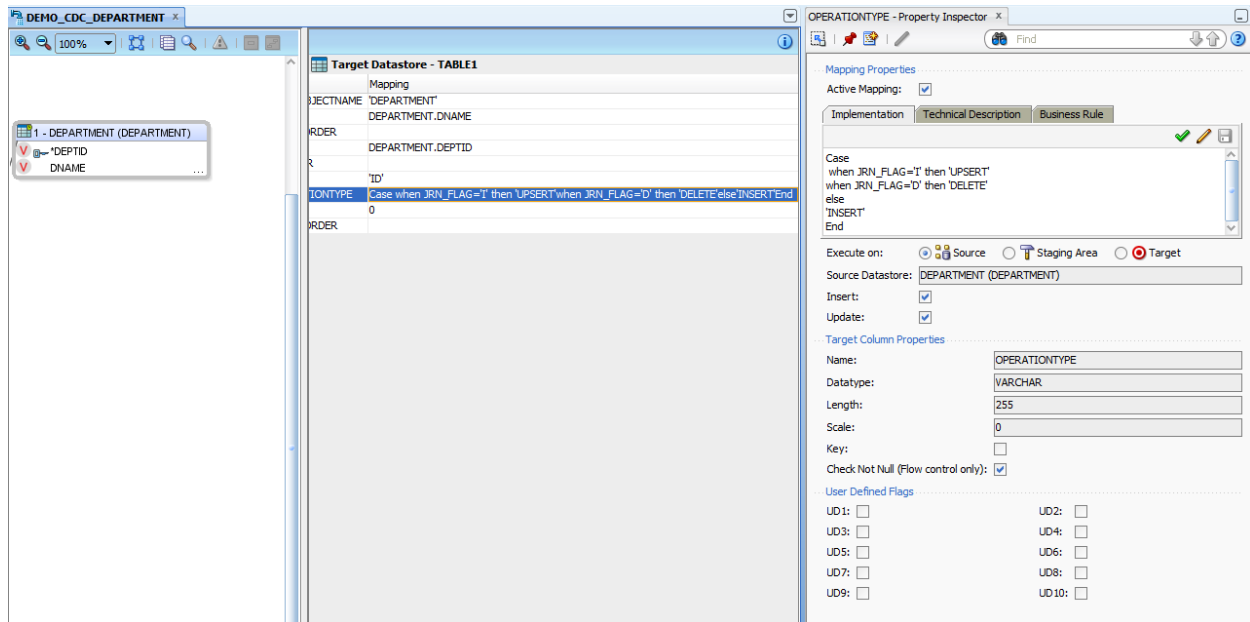 DEMO_CDC_DEPARTMENT x
100%
1 - DEPARTMENT (DEPARTMENT)
V *DEPTID
V DNAME ...
Target Datastore - TABLE1
Mapping
BJECTNAME 'DEPARTMENT'
DEPARTMENT.DNAME
RDER
DEPARTMENT.DEPTID
R
'ID'
TIONTYPE Case when JRN_FLAG='I' then 'UPSERT'when JRN_FLAG='D' then 'DELETE'else'INSERT'End
0
ORDER
OPERATIONTYPE - Property Inspector x
Find
Mapping Properties
Active Mapping:
Implementation Technical Description Business Rule
Case
when JRN_FLAG='I' then 'UPSERT'
when JRN_FLAG='D' then 'DELETE'
else
'INSERT'
End
Execute on: Source Staging Area Target
Source Datastore: DEPARTMENT (DEPARTMENT)
Insert:
Update:
Target Column Properties
Name: OPERATIONTYPE
Datatype: VARCHAR
Length: 255
Scale: 0
Key:
Check Not Null (Flow control only):
User Defined Flags
UD1: UD2:
UD3: UD4:
UD5: UD6:
UD7: UD8:
UD9: UD10: